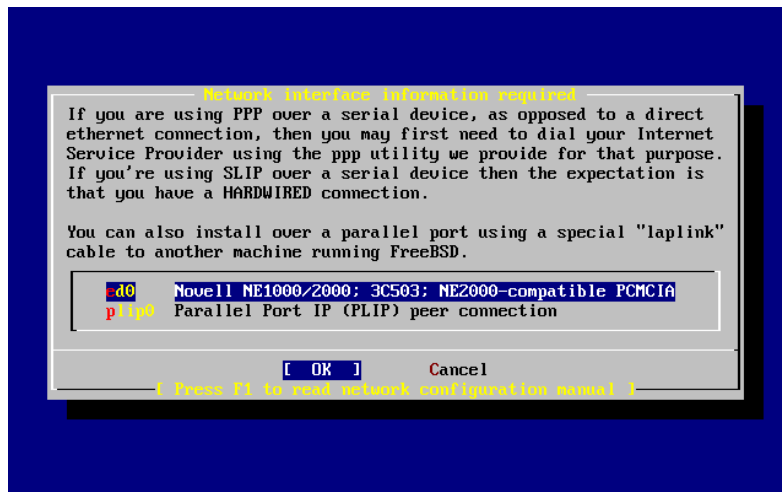 Network interface information required
If you are using PPP over a serial device, as opposed to a direct
ethernet connection, then you may first need to dial your Internet
Service Provider using the ppp utility we provide for that purpose.
If you're using SLIP over a serial device then the expectation is
that you have a HARDWIRED connection.
You can also install over a parallel port using a special "laplink"
cable to another machine running FreeBSD.
ed0 Novell NE1000/2000; 3C503; NE2000-compatible PCMCIA
plip0 Parallel Port IP (PLIP) peer connection
[ OK ] Cancel
[ Press F1 to read network configuration manual ]